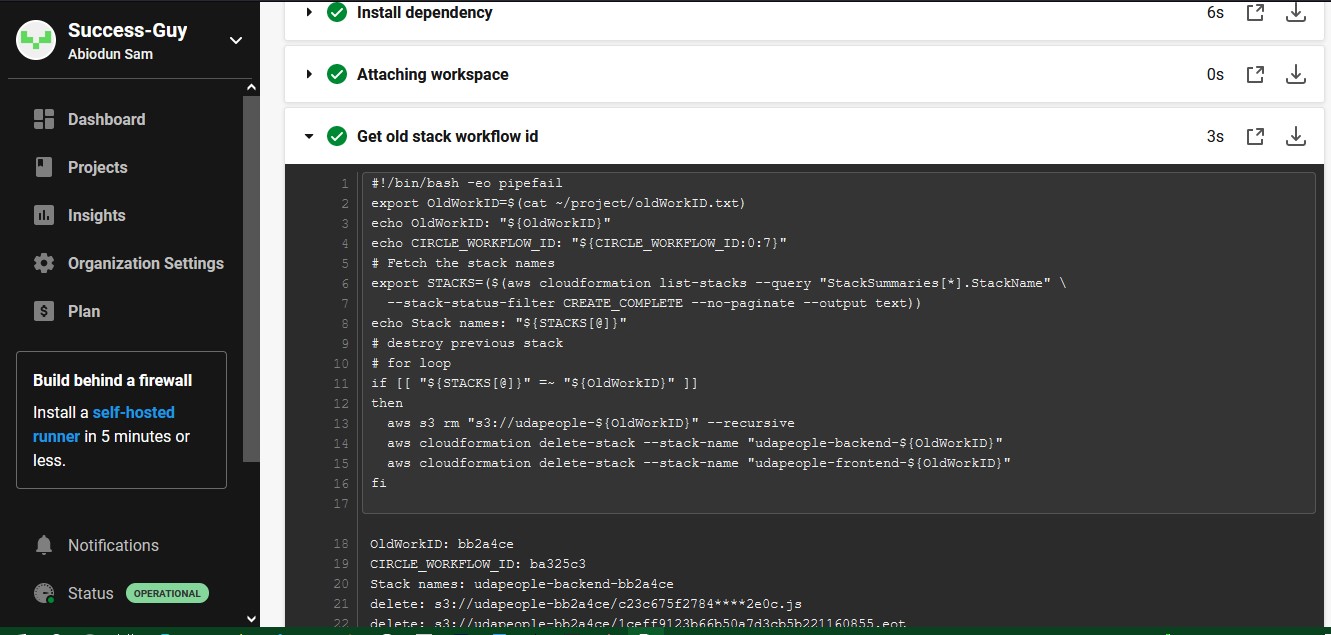 Success-Guy
Abiodun Sam
Dashboard
Projects
Insights
Organization Settings
Plan
Build behind a firewall
Install a self-hosted
runner in 5 minutes or
less.
Notifications
Status OPERATIONAL
Install dependency 6s
Attaching workspace 0s
Get old stack workflow id 3s
1 #!/bin/bash -eo pipefail
2 export OldWorkID=$(cat ~/project/oldWorkID.txt)
3 echo OldWorkID: "${OldWorkID}"
4 echo CIRCLE_WORKFLOW_ID: "${CIRCLE_WORKFLOW_ID:0:7}"
5 # Fetch the stack names
6 export STACKS=($(aws cloudformation list-stacks --query "StackSummaries[*].StackName" \
7 --stack-status-filter CREATE_COMPLETE --no-paginate --output text))
8 echo Stack names: "${STACKS[@]}"
9 # destroy previous stack
10 # for loop
11 if [[ "${STACKS[@]}" =~ "${OldWorkID}" ]]
12 then
13 aws s3 rm "s3://udapeople-${OldWorkID}" --recursive
14 aws cloudformation delete-stack --stack-name "udapeople-backend-${OldWorkID}"
15 aws cloudformation delete-stack --stack-name "udapeople-frontend-${OldWorkID}"
16 fi
17
18 OldWorkID: bb2a4ce
19 CIRCLE_WORKFLOW_ID: ba325c3
20 Stack names: udapeople-backend-bb2a4ce
21 delete: s3://udapeople-bb2a4ce/c23c675f2784****2e0c.js
22 delete: s3://udapeople-bb2a4ce/1ceff9123b66b50a7d3cb5b221160855.eot